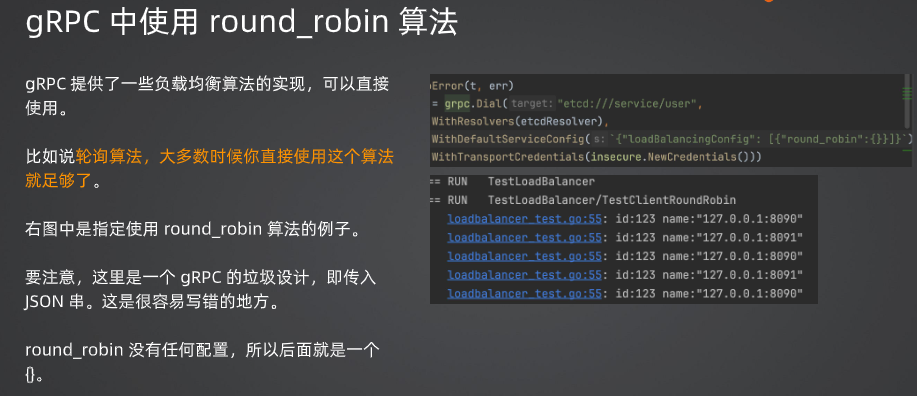 gRPC 中使用 round_robin 算法
gRPC 提供了一些负载均衡算法的实现，可以直接
使用。
比如说轮询算法，大多数时候你直接使用这个算法
就足够了。
右图中是指定使用 round_robin 算法的例子。
要注意，这里是一个 gRPC 的垃圾设计，即传入
JSON 串。这是很容易写错的地方。
round_robin 没有任何配置，所以后面就是一个
{}。
Error(t, err)
= grpc.Dial( target: "etcd:///service/user",
WithResolvers(etcdResolver),
WithDefaultServiceConfig( s: `{"loadBalancingConfig": [{"round_robin":{}}]}`)
WithTransportCredentials(insecure.NewCredentials()))
== RUN   TestLoadBalancer
== RUN   TestLoadBalancer/TestClientRoundRobin
loadbalancer_test.go:55: id:123 name:"127.0.0.1:8090"
loadbalancer_test.go:55: id:123 name:"127.0.0.1:8091"
loadbalancer_test.go:55: id:123 name:"127.0.0.1:8090"
loadbalancer_test.go:55: id:123 name:"127.0.0.1:8091"
loadbalancer_test.go:55: id:123 name:"127.0.0.1:8090"